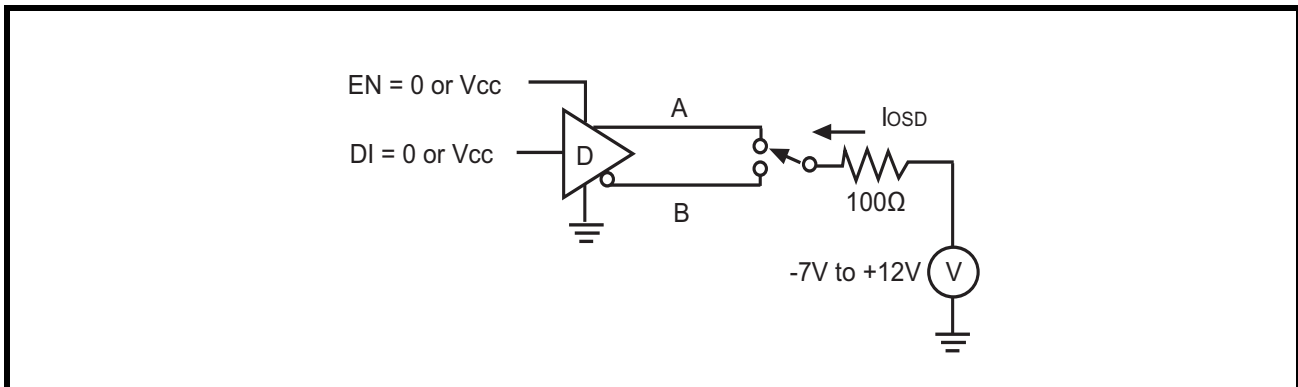 EN = 0 or Vcc
A
IOSD
DI = 0 or Vcc
D
100Ω
B
-7V to +12V
V